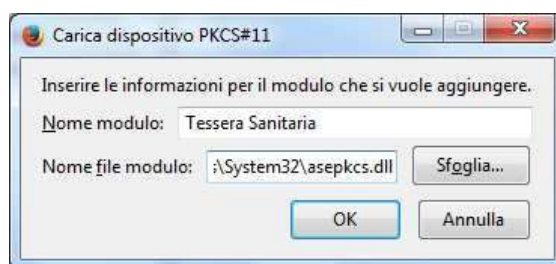 Carica dispositivo PKCS#11
Inserire le informazioni per il modulo che si vuole aggiungere.
Nome modulo: Tessera Sanitaria
Nome file modulo: :\System32\asepkcs.dll Sfoglia...
OK Annulla